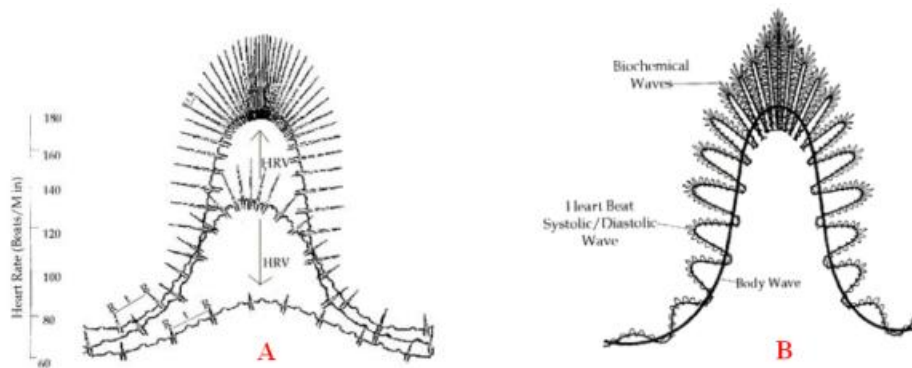 Heart Rate (Beats/Min)
180
160
140
120
100
80
60
HRV
HRV
A
Biochemical
Waves
Heart Beat
Systolic/Diastolic
Wave
Body Wave
B